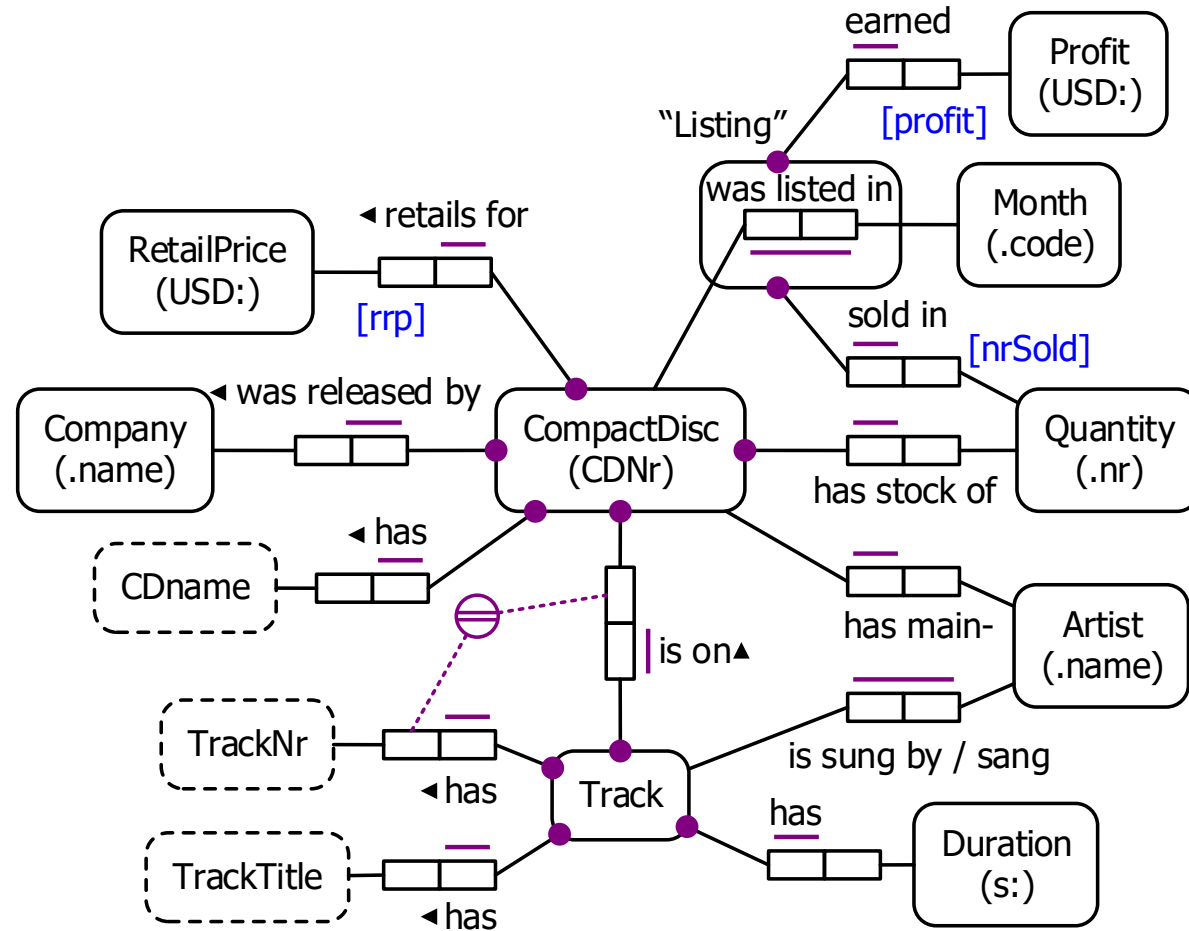 earned
Profit
(USD:)
[profit]
“Listing”
was listed in
Month
(.code)
◄ retails for
RetailPrice
(USD:)
[rrp]
sold in
[nrSold]
◄ was released by
Company
(.name)
CompactDisc
(CDNr)
Quantity
(.nr)
has stock of
◄ has
CDname
has main-
Artist
(.name)
is on▲
TrackNr
◄ has
is sung by / sang
Track
has
TrackTitle
◄ has
Duration
(s:)